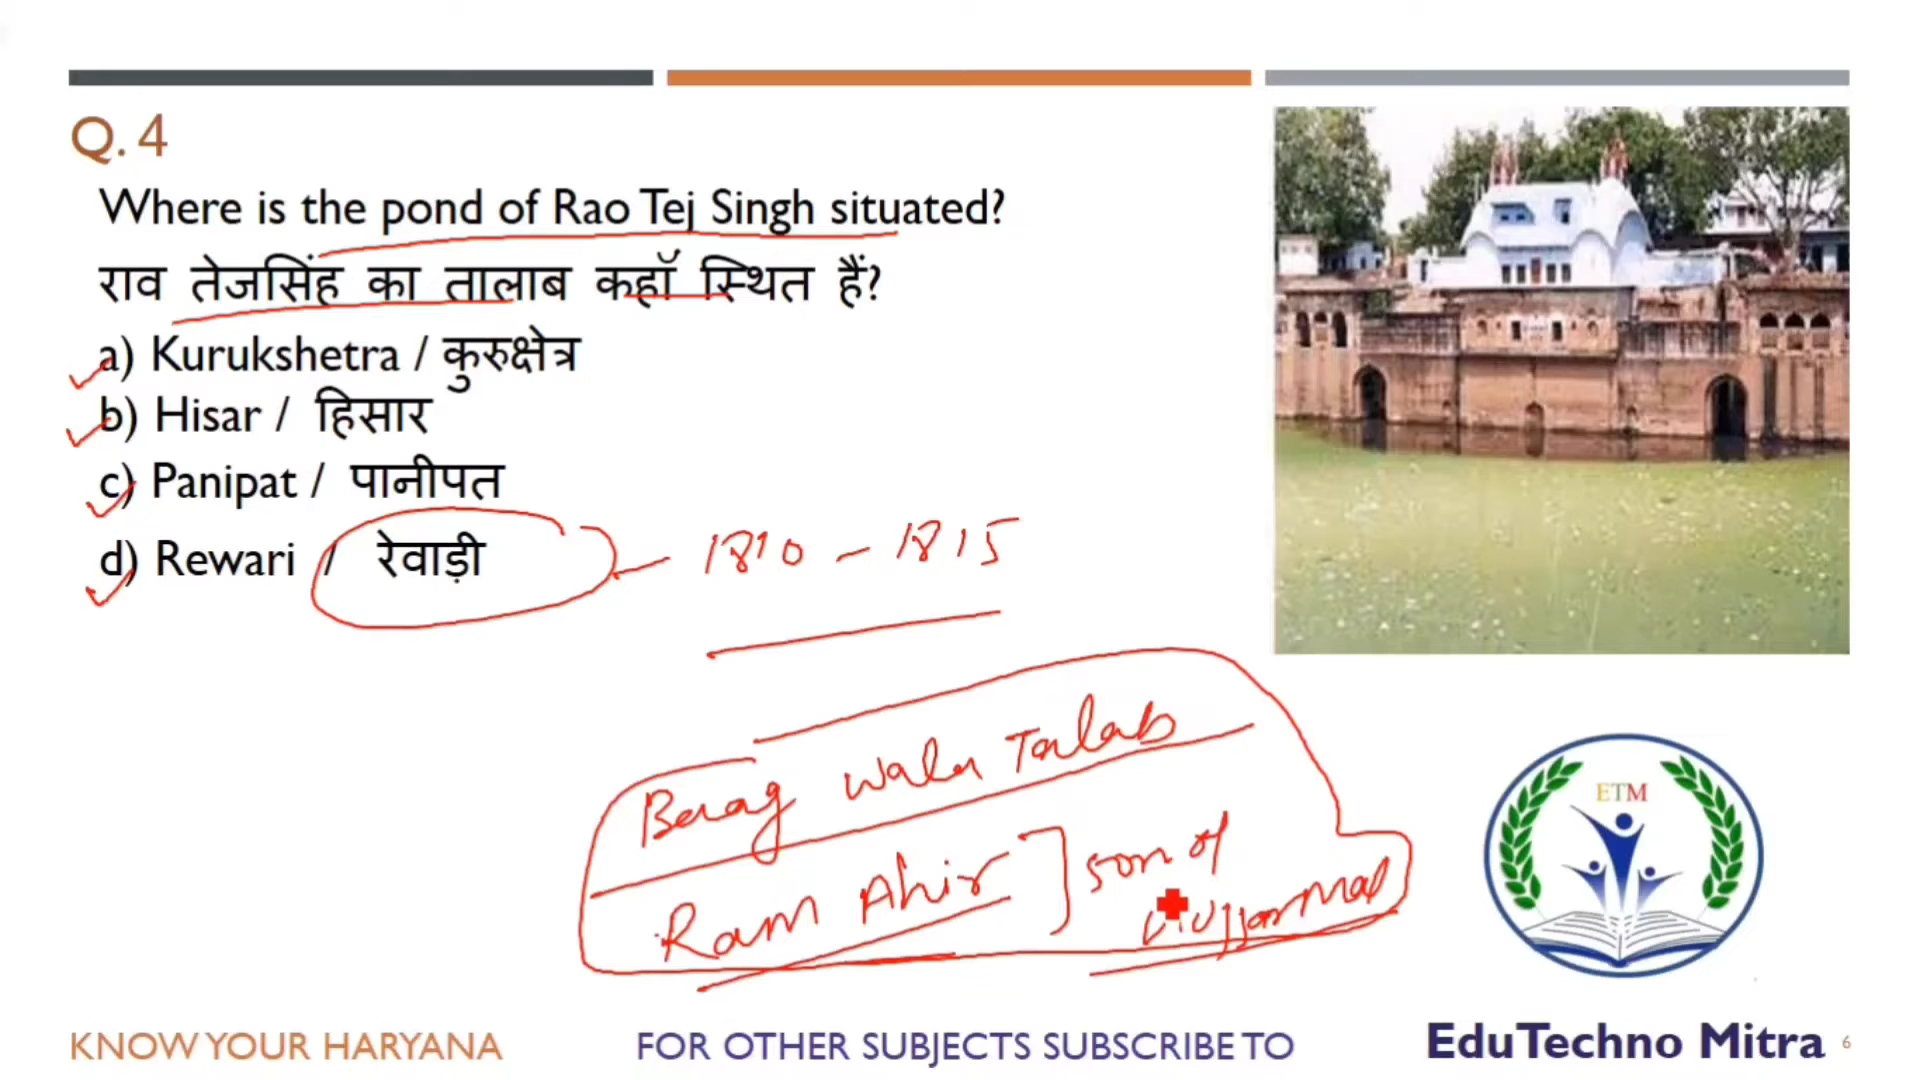 Q. 4
Where is the pond of Rao Tej Singh situated?
राव तेजसिंह का तालाब कहाॅ स्थित हैं?
a) Kurukshetra / कुरुक्षेत्र
b) Hisar / हिसार
c) Panipat / पानीपत
d) Rewari / रेवाड़ी
1810 - 1815
Wala Talab
Ram Ahir ] son of
ETM
KNOW YOUR HARYANA
FOR OTHER SUBJECTS SUBSCRIBE TO
EduTechno Mitra
6